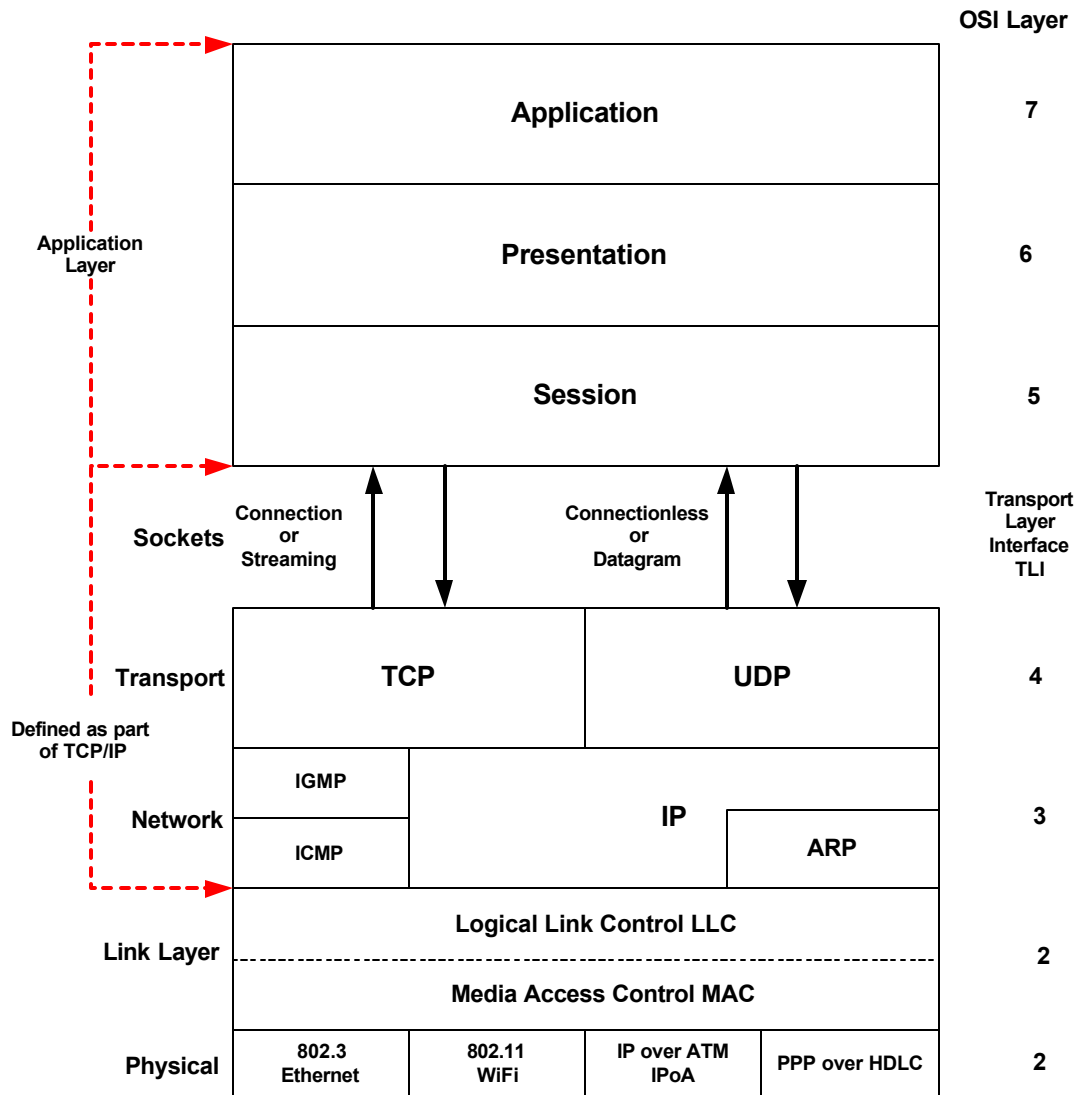 OSI Layer
Application
7
Application
Layer
Presentation
6
Session
5
Sockets
Connection
or
Streaming
Connectionless
or
Datagram
Transport
Layer
Interface
TLI
Transport
TCP
UDP
4
Defined as part
of TCP/IP
Network
IGMP
ICMP
IP
ARP
3
Link Layer
Logical Link Control LLC
Media Access Control MAC
2
Physical
802.3
Ethernet
802.11
WiFi
IP over ATM
IPoA
PPP over HDLC
2